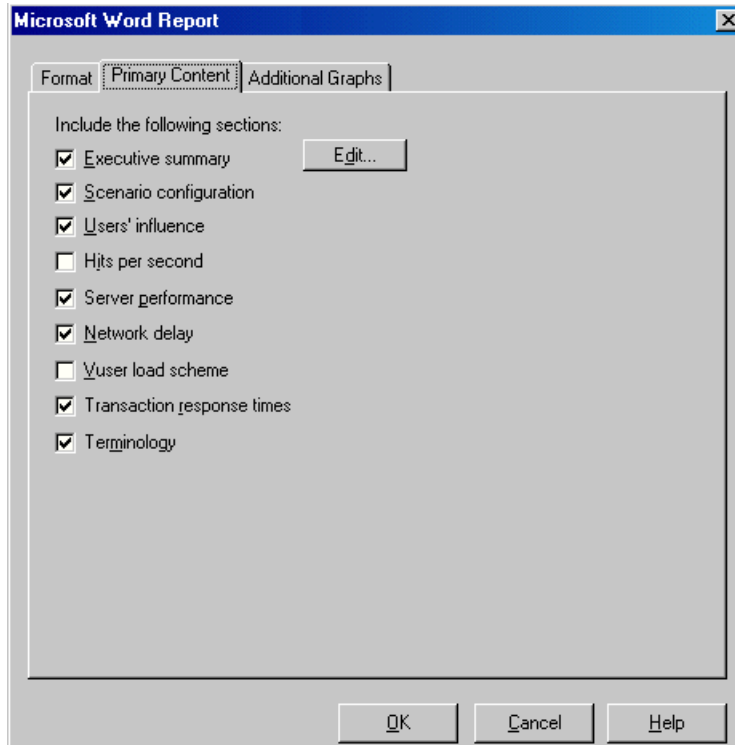 Microsoft Word Report
Format Primary Content Additional Graphs
Include the following sections:
Executive summary Edit...
Scenario configuration
Users' influence
Hits per second
Server performance
Network delay
Vuser load scheme
Transaction response times
Terminology
OK Cancel Help